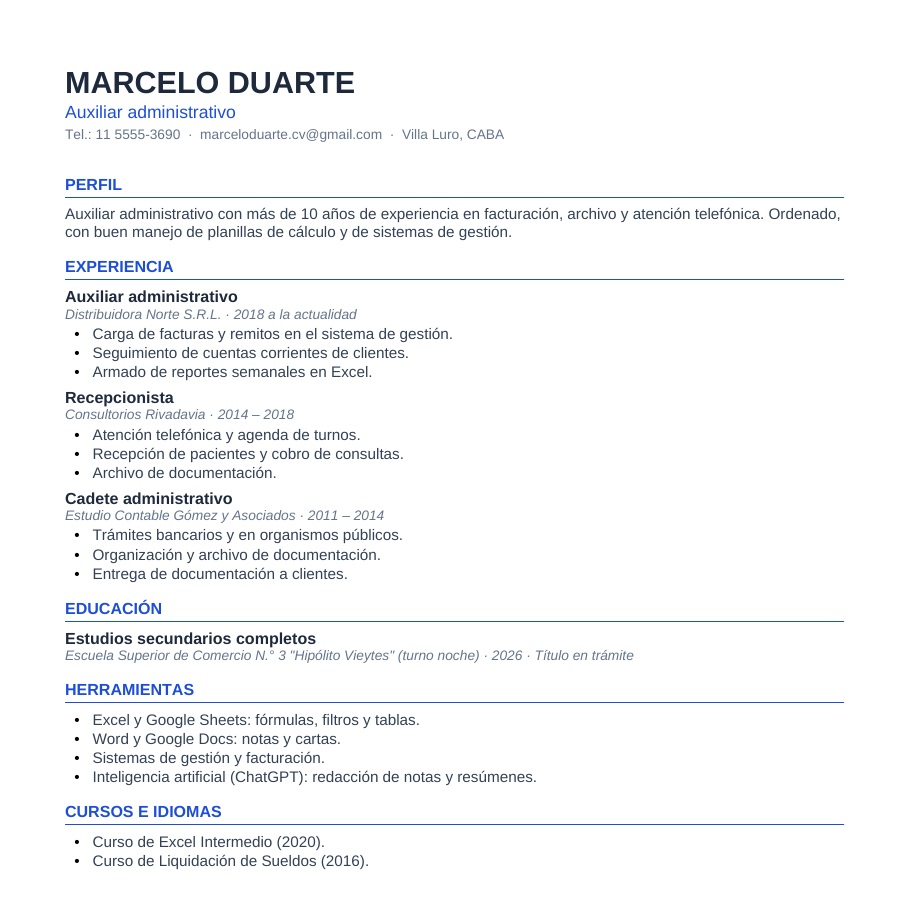 MARCELO DUARTE
Auxiliar administrativo
Tel.: 11 5555-3690 · marceloduarte.cv@gmail.com · Villa Luro, CABA
PERFIL
Auxiliar administrativo con más de 10 años de experiencia en facturación, archivo y atención telefónica. Ordenado,
con buen manejo de planillas de cálculo y de sistemas de gestión.
EXPERIENCIA
Auxiliar administrativo
Distribuidora Norte S.R.L. · 2018 a la actualidad
• Carga de facturas y remitos en el sistema de gestión.
• Seguimiento de cuentas corrientes de clientes.
• Armado de reportes semanales en Excel.
Recepcionista
Consultorios Rivadavia · 2014 – 2018
• Atención telefónica y agenda de turnos.
• Recepción de pacientes y cobro de consultas.
• Archivo de documentación.
Cadete administrativo
Estudio Contable Gómez y Asociados · 2011 – 2014
• Trámites bancarios y en organismos públicos.
• Organización y archivo de documentación.
• Entrega de documentación a clientes.
EDUCACIÓN
Estudios secundarios completos
Escuela Superior de Comercio N.° 3 "Hipólito Vieytes" (turno noche) · 2026 · Título en trámite
HERRAMIENTAS
• Excel y Google Sheets: fórmulas, filtros y tablas.
• Word y Google Docs: notas y cartas.
• Sistemas de gestión y facturación.
• Inteligencia artificial (ChatGPT): redacción de notas y resúmenes.
CURSOS E IDIOMAS
• Curso de Excel Intermedio (2020).
• Curso de Liquidación de Sueldos (2016).